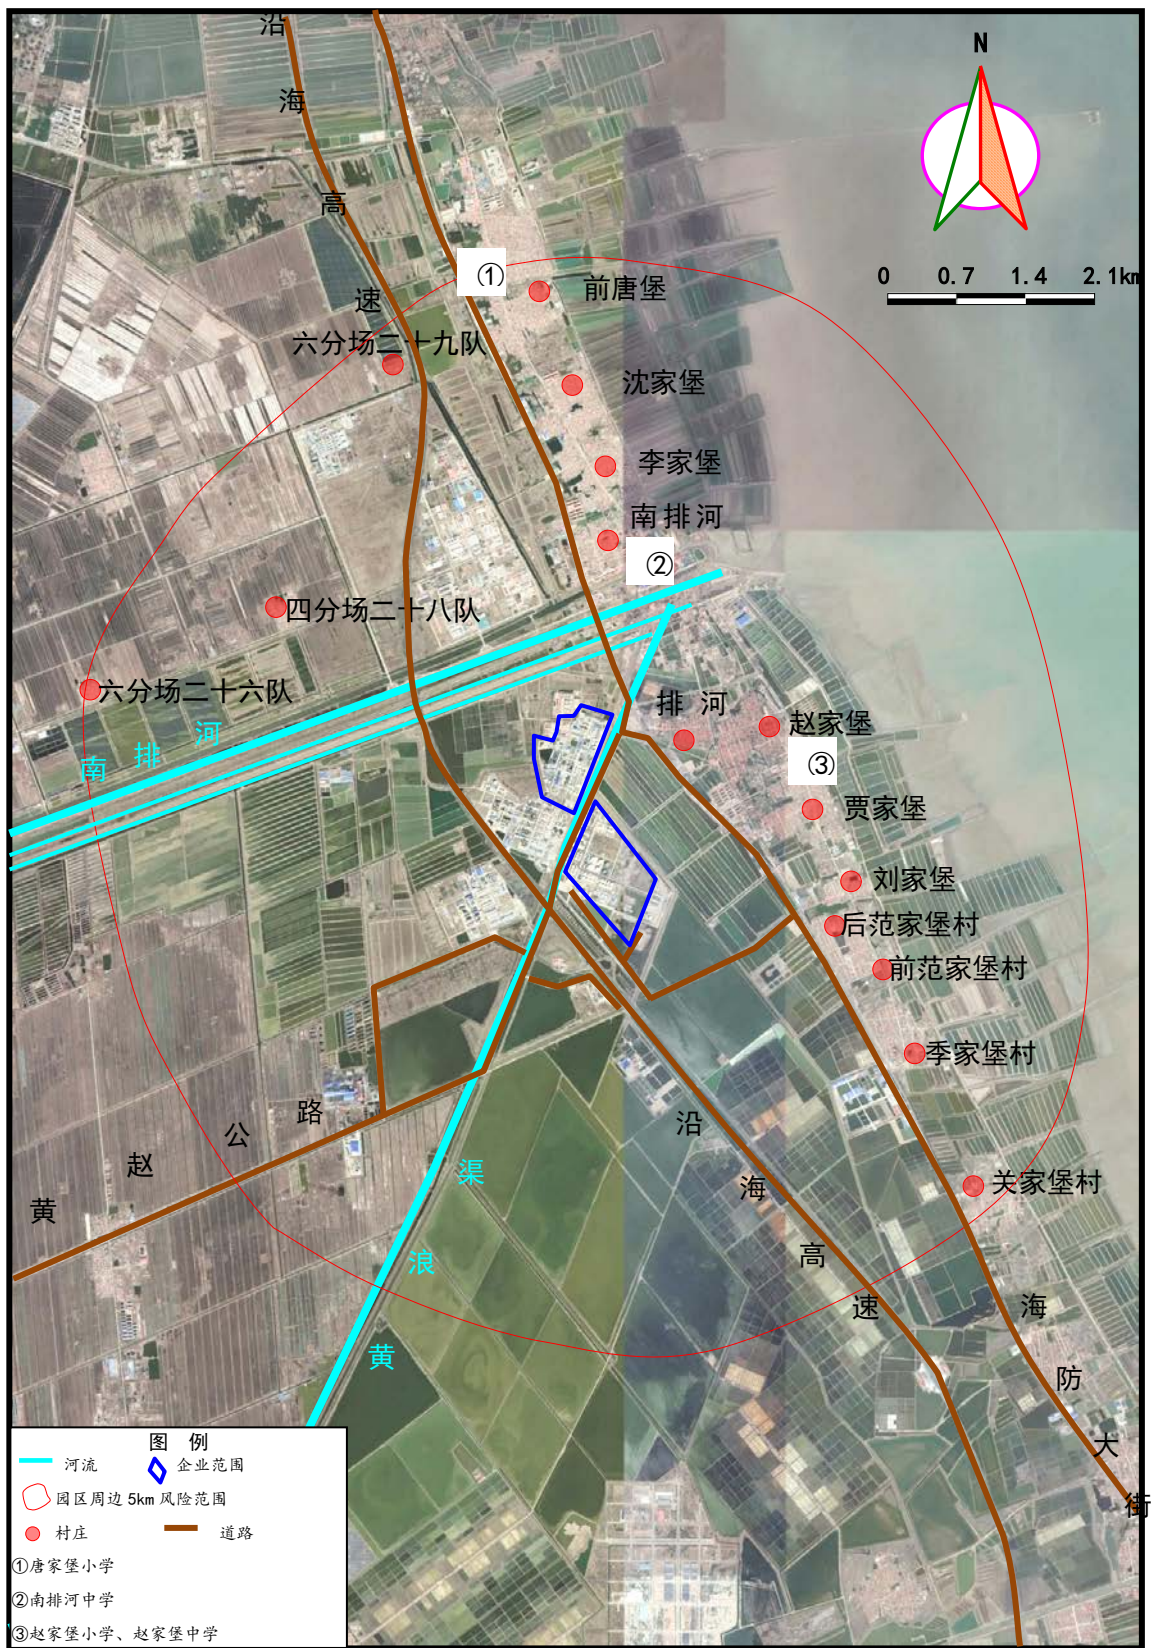 沿
海
高
速
N
0 0.7 1.4 2.1km
①
前唐堡
六分场二十九队
沈家堡
李家堡
南排河
②
四分场二十八队
六分场二十六队
南排河
排河
赵家堡
③
贾家堡
刘家堡
后范家堡村
前范家堡村
季家堡村
黄赵公路
沿
海
高
速
关家堡村
渠
浪
黄
海
防
大
街
图 例
河流 企业范围
园区周边 5km 风险范围
村庄 道路
①唐家堡小学
②南排河中学
③赵家堡小学、赵家堡中学